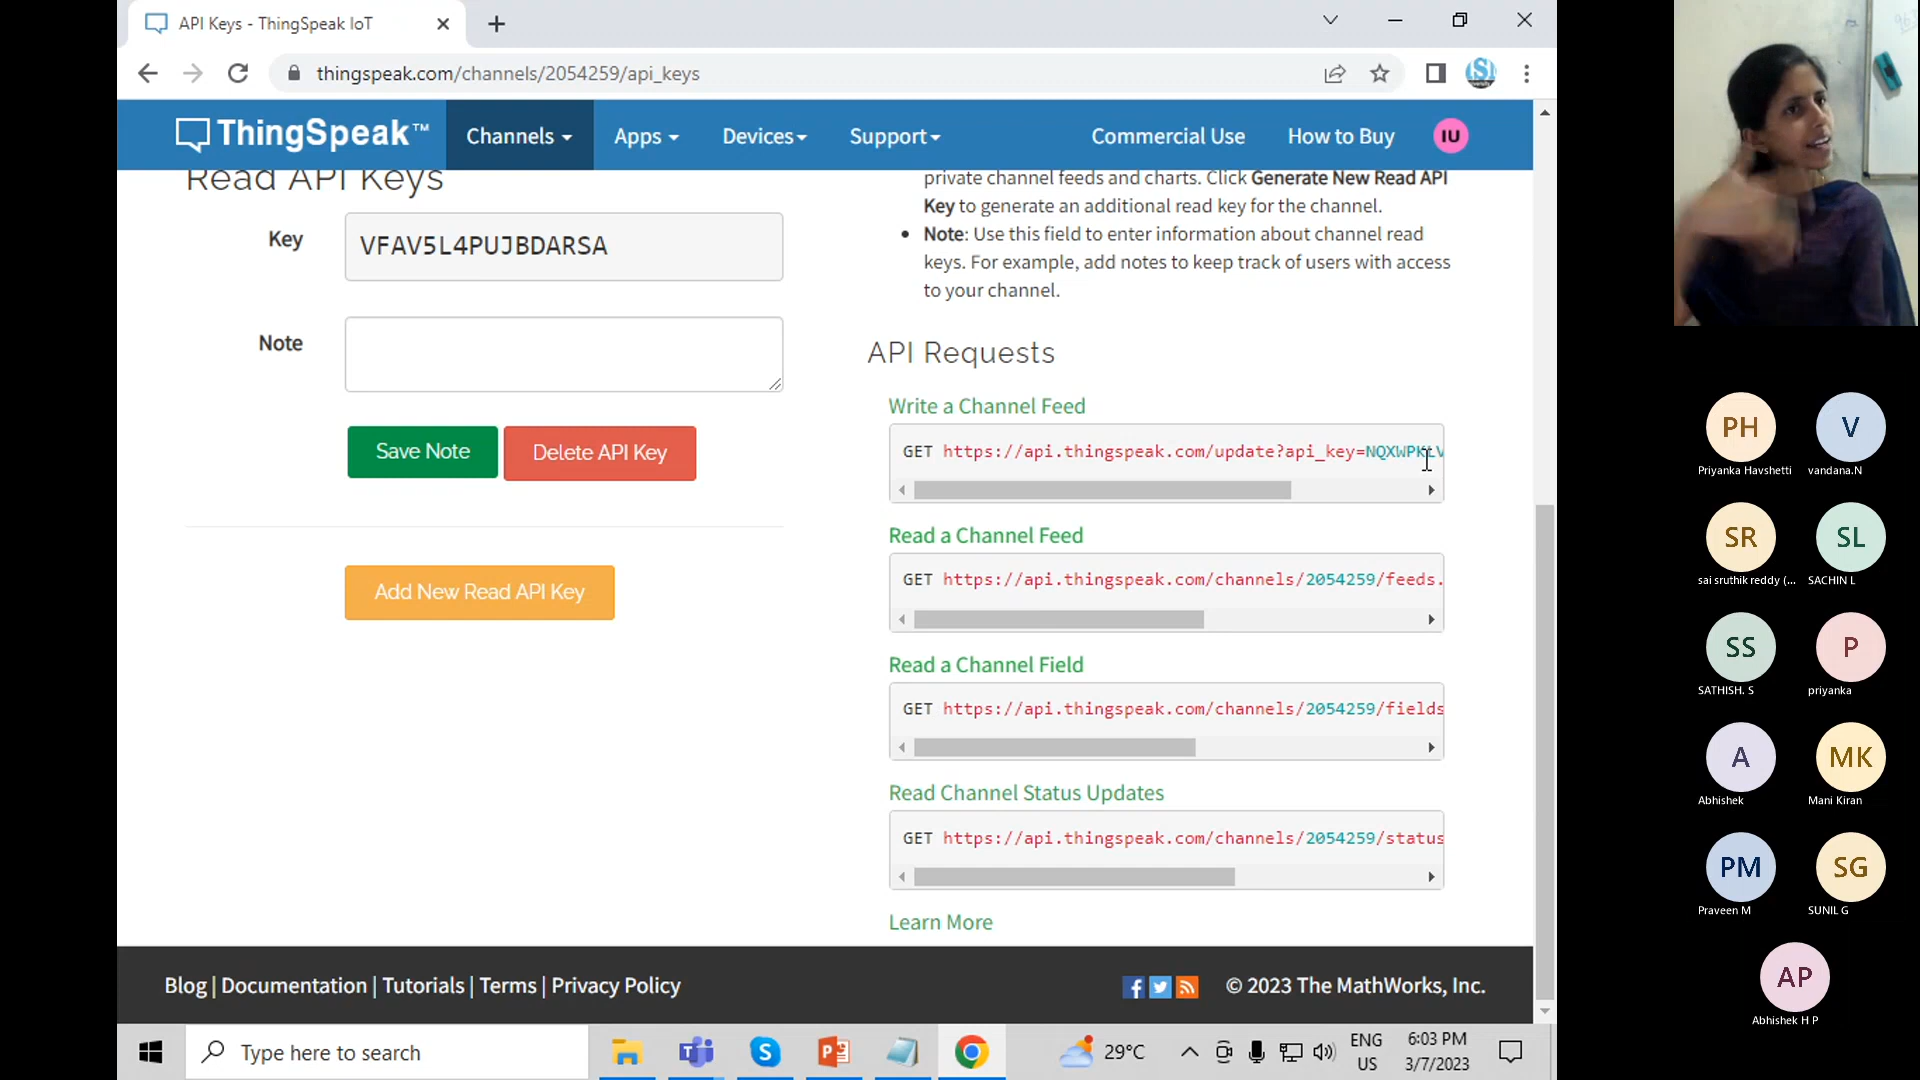 API Keys - ThingSpeak IoT
thingspeak.com/channels/2054259/api_keys
ThingSpeak™
Channels
Apps
Devices
Support
Commercial Use
How to Buy
IU
Read API Keys
Key
VFAV5L4PUJBDARSA
Note
Save Note
Delete API Key
Add New Read API Key
private channel feeds and charts. Click Generate New Read API
Key to generate an additional read key for the channel.
• Note: Use this field to enter information about channel read
keys. For example, add notes to keep track of users with access
to your channel.
API Requests
Write a Channel Feed
GET https://api.thingspeak.com/update?api_key=NQXWPKLV
Read a Channel Feed
GET https://api.thingspeak.com/channels/2054259/feeds.
Read a Channel Field
GET https://api.thingspeak.com/channels/2054259/fields
Read Channel Status Updates
GET https://api.thingspeak.com/channels/2054259/status
Learn More
Blog | Documentation | Tutorials | Terms | Privacy Policy
© 2023 The MathWorks, Inc.
Type here to search
29°C
ENG
US
6:03 PM
3/7/2023
PH
Priyanka Havshetti
V
vandana.N
SR
sai sruthik reddy (...
SL
SACHIN L
SS
SATHISH. S
P
priyanka
A
Abhishek
MK
Mani Kiran
PM
Praveen M
SG
SUNIL G
AP
Abhishek H P